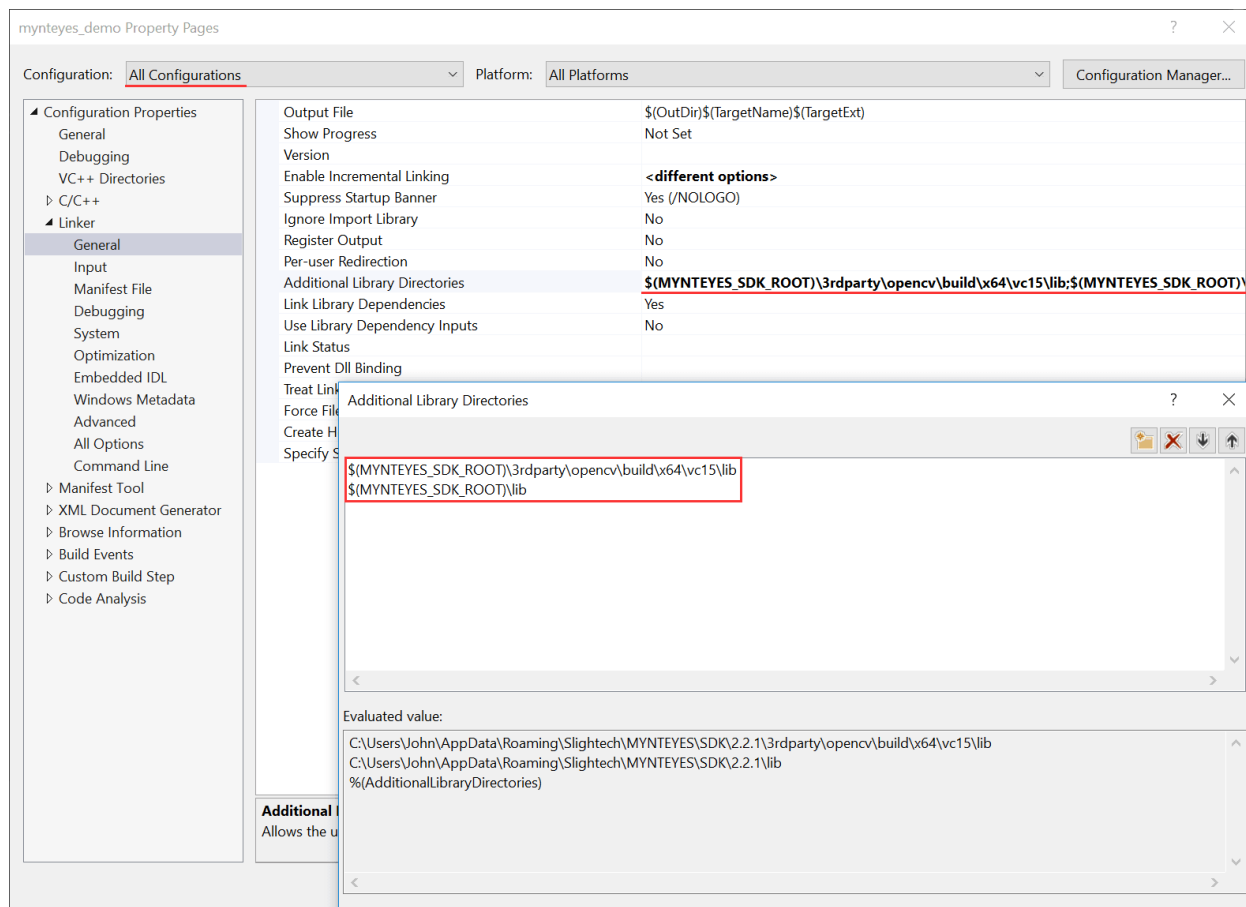 mynteyes_demo Property Pages
Configuration: All Configurations Platform: All Platforms Configuration Manager...
Configuration Properties
General
Debugging
VC++ Directories
C/C++
Linker
General
Input
Manifest File
Debugging
System
Optimization
Embedded IDL
Windows Metadata
Advanced
All Options
Command Line
Manifest Tool
XML Document Generator
Browse Information
Build Events
Custom Build Step
Code Analysis
Output File $(OutDir)$(TargetName)$(TargetExt)
Show Progress Not Set
Version
Enable Incremental Linking <different options>
Suppress Startup Banner Yes (/NOLOGO)
Ignore Import Library No
Register Output No
Per-user Redirection No
Additional Library Directories $(MYNTEYES_SDK_ROOT)\3rdparty\opencv\build\x64\vc15\lib;$(MYNTEYES_SDK_ROOT)\
Link Library Dependencies Yes
Use Library Dependency Inputs No
Link Status
Prevent Dll Binding
Treat Link
Force File
Create H
Specify S
Additional
Allows the u
Additional Library Directories
$(MYNTEYES_SDK_ROOT)\3rdparty\opencv\build\x64\vc15\lib
$(MYNTEYES_SDK_ROOT)\lib
Evaluated value:
C:\Users\John\AppData\Roaming\Slightech\MYNTEYES\SDK\2.2.1\3rdparty\opencv\build\x64\vc15\lib
C:\Users\John\AppData\Roaming\Slightech\MYNTEYES\SDK\2.2.1\lib
%(AdditionalLibraryDirectories)